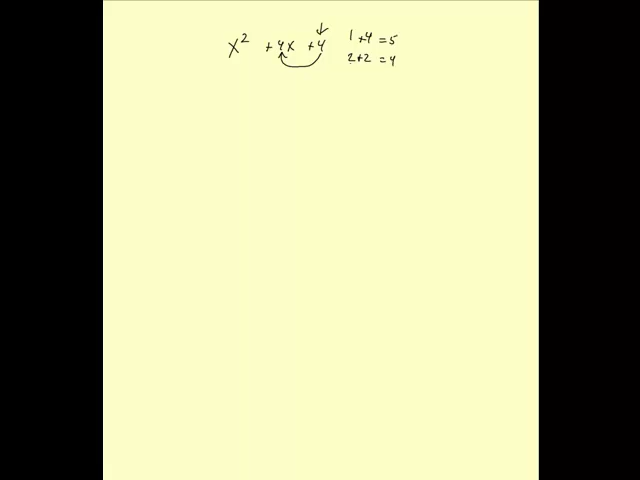 x² + 4x + 4
1 + 4 = 5
2 + 2 = 4